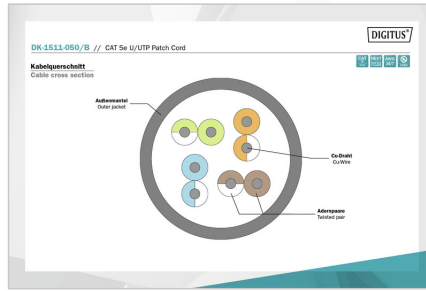 DIGITUS®
DK-1511-050/B // CAT 5e U/UTP Patch Cord
Kabelquerschnitt
Cable cross section
Außenmantel
Outer jacket
Cu-Draht
Cu-Wire
Adernpaare
Twisted pair